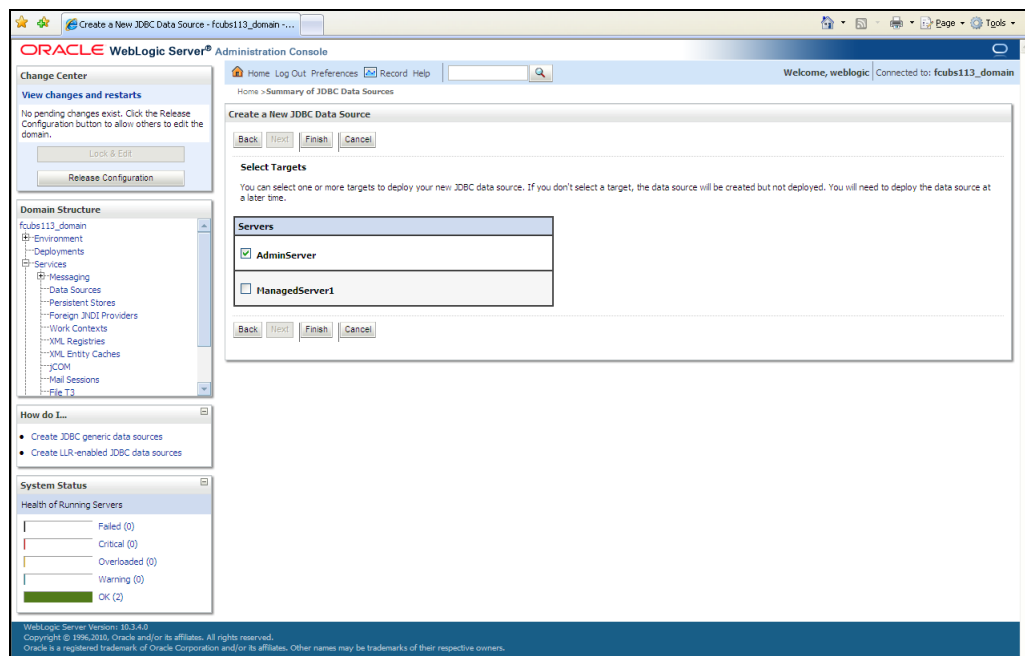 Create a New JDBC Data Source - fcubs113_domain -...
Page
Tools
ORACLE WebLogic Server® Administration Console
Change Center
View changes and restarts
No pending changes exist. Click the Release
Configuration button to allow others to edit the
domain.
Lock & Edit
Release Configuration
Domain Structure
fcubs113_domain
Environment
Deployments
Services
Messaging
Data Sources
Persistent Stores
Foreign JNDI Providers
Work Contexts
XML Registries
XML Entity Caches
jCOM
Mail Sessions
File T3
How do I...
Create JDBC generic data sources
Create LLR-enabled JDBC data sources
System Status
Health of Running Servers
Failed (0)
Critical (0)
Overloaded (0)
Warning (0)
OK (2)
Home Log Out Preferences Record Help
Welcome, weblogic Connected to: fcubs113_domain
Home >Summary of JDBC Data Sources
Create a New JDBC Data Source
Back Next Finish Cancel
Select Targets
You can select one or more targets to deploy your new JDBC data source. If you don't select a target, the data source will be created but not deployed. You will need to deploy the data source at
a later time.
Servers
AdminServer
ManagedServer1
Back Next Finish Cancel
WebLogic Server Version: 10.3.4.0
Copyright © 1996,2010, Oracle and/or its affiliates. All rights reserved.
Oracle is a registered trademark of Oracle Corporation and/or its affiliates. Other names may be trademarks of their respective owners.